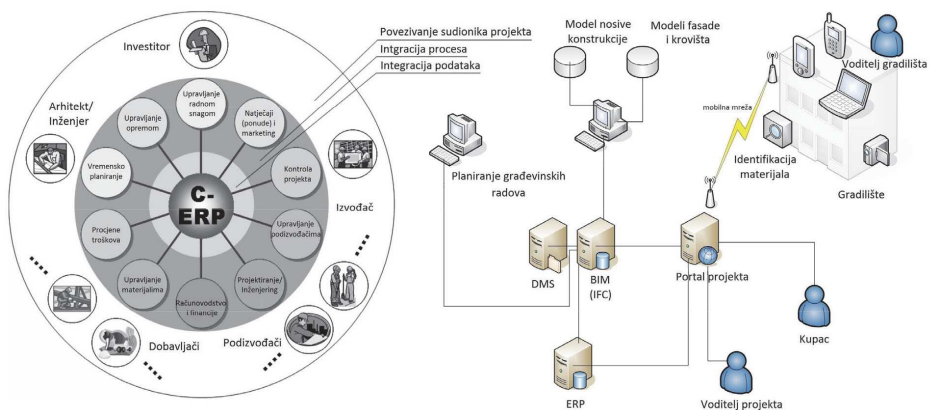 Investitor
Arhitekt/
Inženjer
Upravljanje
radnom
snagom
Upravljanje
opremom
Natječaji
(ponude) i
marketing
Vremensko
planiranje
Kontrola
projekta
C-
ERP
Izvođač
Procjene
troškova
Upravljanje
podizvođačima
Upravljanje
materijalima
Računovodstvo
i financije
Projektiranje/
Inženjering
Dobavljači
Podizvođači
Povezivanje sudionika projekta
Intgracija procesa
Integracija podataka
Model nosive
konstrukcije
Modeli fasade
i krovišta
Voditelj gradilišta
mobilna mreža
Planiranje građevinskih
radova
Identifikacija
materijala
Gradilište
DMS
BIM
(IFC)
Portal projekta
Kupac
ERP
Voditelj projekta